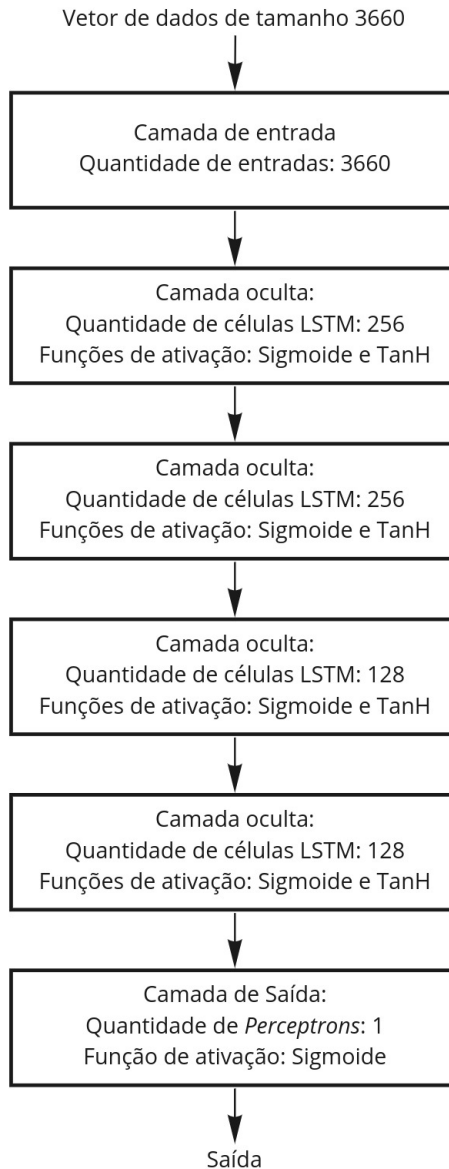 Vetor de dados de tamanho 3660
Camada de entrada
Quantidade de entradas: 3660
Camada oculta:
Quantidade de células LSTM: 256
Funções de ativação: Sigmoide e TanH
Camada oculta:
Quantidade de células LSTM: 256
Funções de ativação: Sigmoide e TanH
Camada oculta:
Quantidade de células LSTM: 128
Funções de ativação: Sigmoide e TanH
Camada oculta:
Quantidade de células LSTM: 128
Funções de ativação: Sigmoide e TanH
Camada de Saída:
Quantidade de Perceptrons: 1
Função de ativação: Sigmoide
Saída